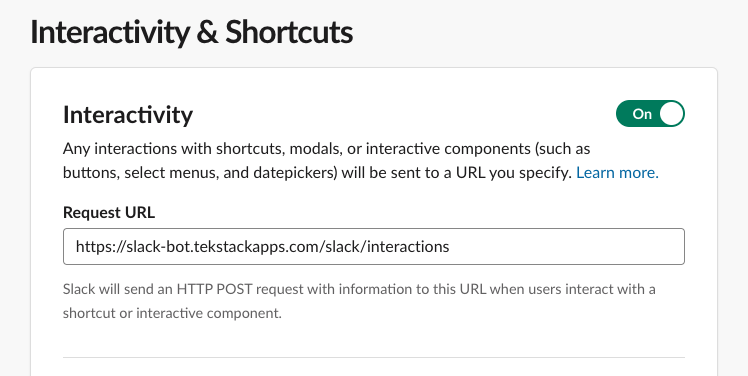 Interactivity & Shortcuts
Interactivity
On
Any interactions with shortcuts, modals, or interactive components (such as
buttons, select menus, and datepickers) will be sent to a URL you specify. Learn more.
Request URL
https://slack-bot.tekstackapps.com/slack/interactions
Slack will send an HTTP POST request with information to this URL when users interact with a
shortcut or interactive component.